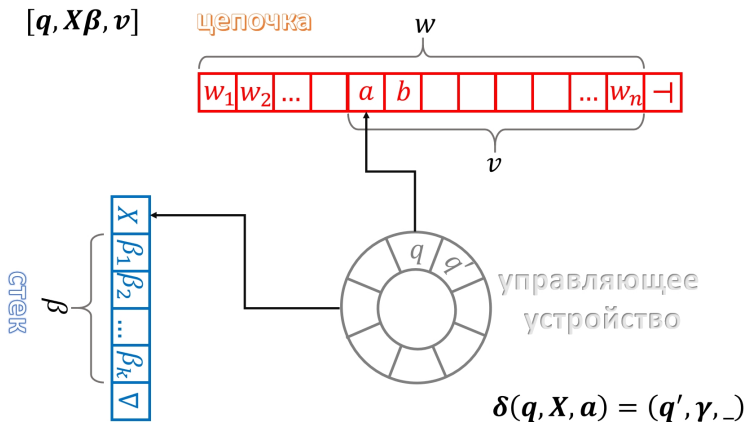 [q, Xβ, v]
цепочка
w
w₁ w₂ ... a b ... wₙ ⊣
v
X
β₁
β₂
...
βₖ
∇
β
стек
q q′
управляющее
устройство
δ(q, X, a) = (q′, γ, _)